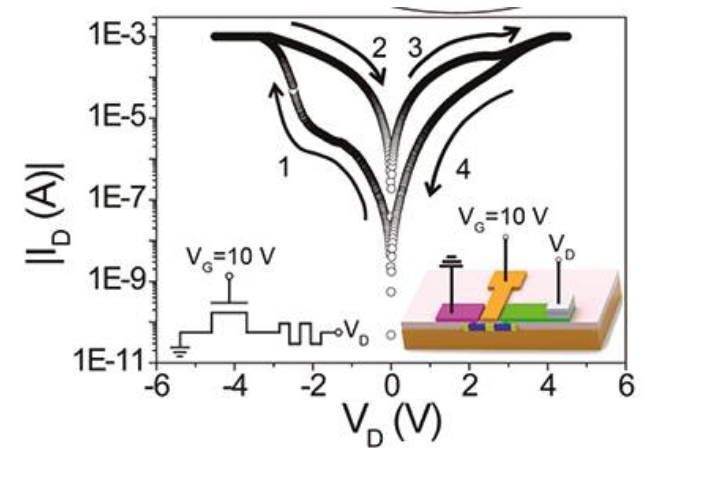 1E-3
1E-5
1E-7
1E-9
1E-11
|I_D (A)|
2 3
1
4
V_G=10 V
V_D
V_G=10 V
V_D
-6 -4 -2 0 2 4 6
V_D (V)